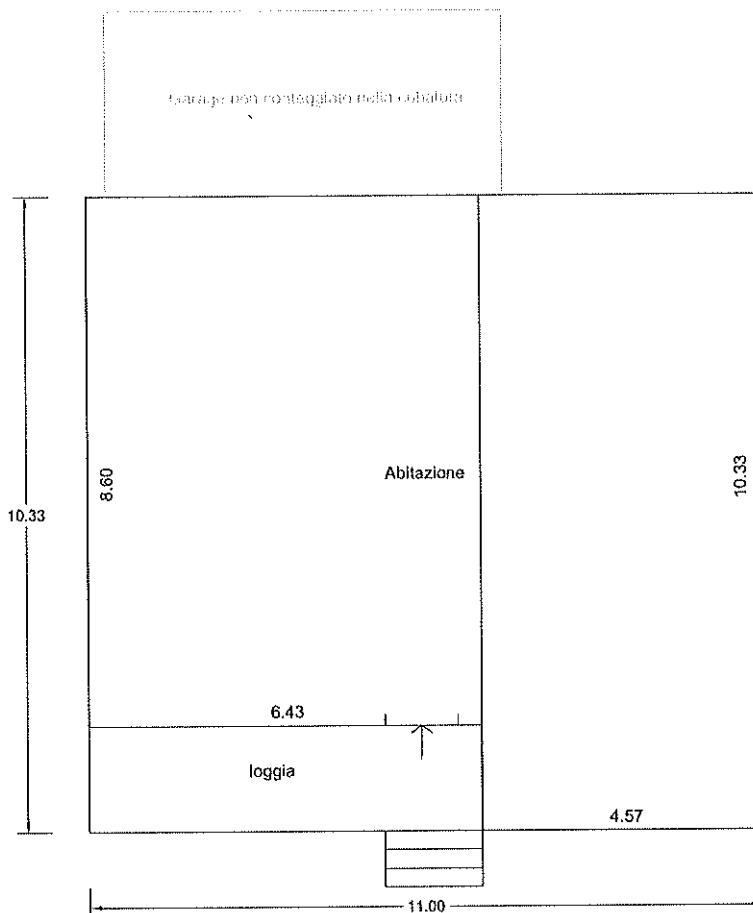 Garage non conteggiato nella cubatura
10.33
8.60
Abitazione
10.33
6.43
loggia
4.57
11.00